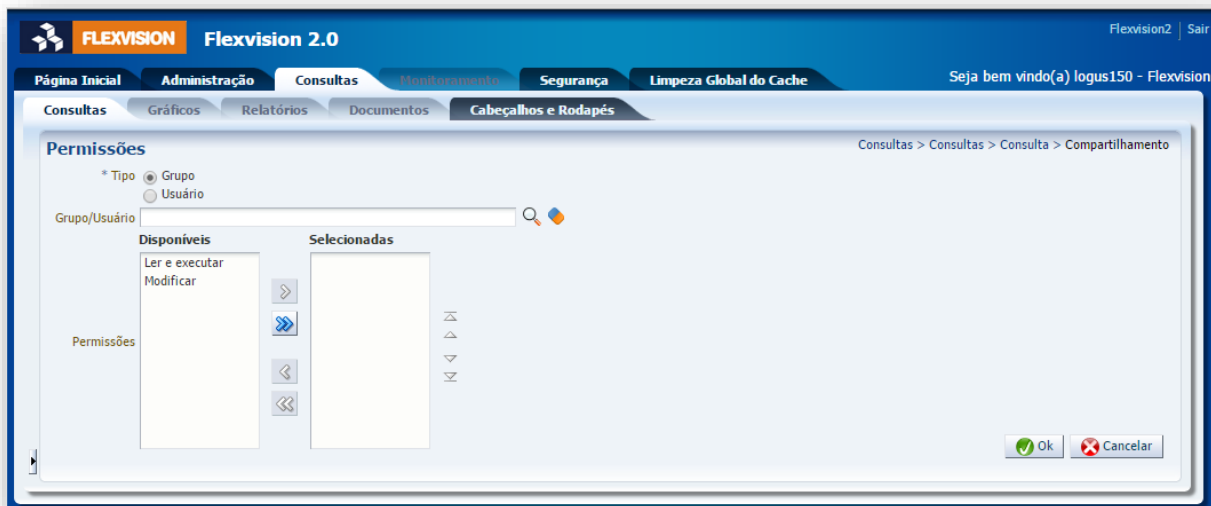 Flexvision2 Sair
FLEXVISION Flexvision 2.0
Página Inicial Administração Consultas Monitoramento Segurança Limpeza Global do Cache Seja bem vindo(a) logus150 - Flexvision
Consultas Gráficos Relatórios Documentos Cabeçalhos e Rodapés
Permissões Consultas > Consultas > Consulta > Compartilhamento
* Tipo Grupo
Usuário
Grupo/Usuário
Disponíveis Selecionadas
Ler e executar
Modificar
Permissões
Ok Cancelar